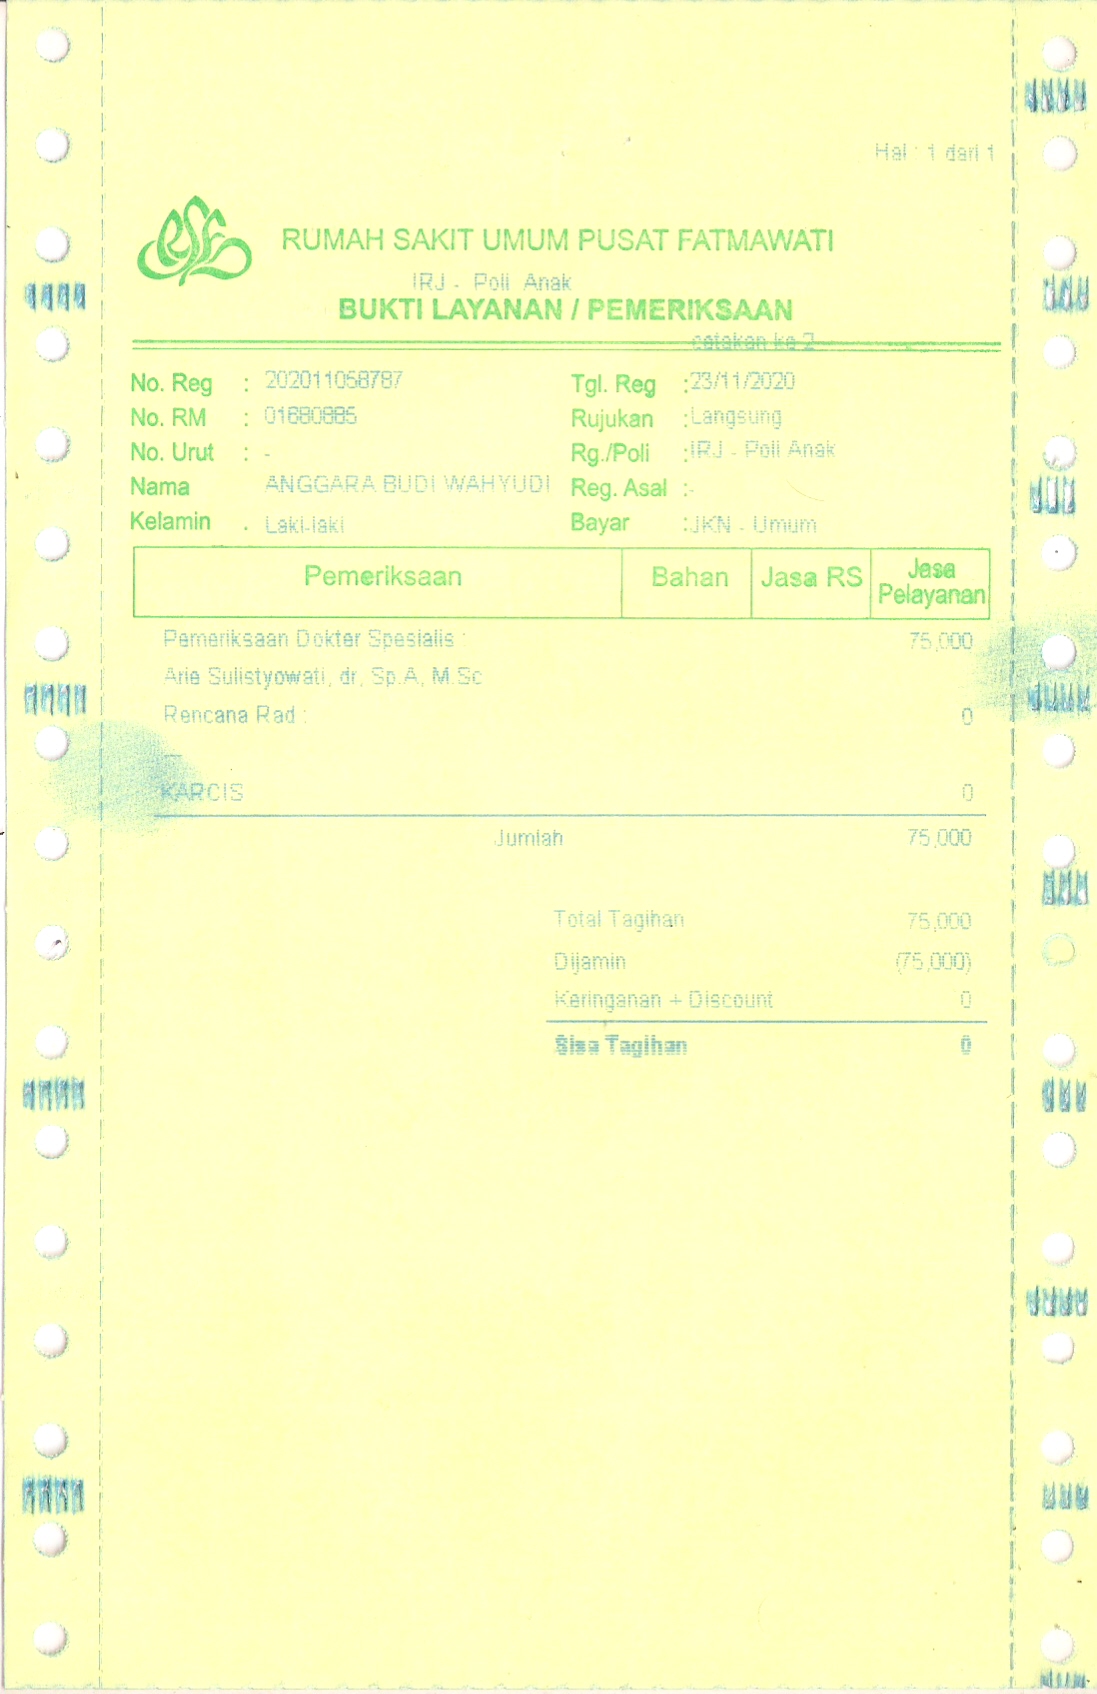 Hal : 1 dari 1
RSF
RUMAH SAKIT UMUM PUSAT FATMAWATI
IRJ - Poli Anak
BUKTI LAYANAN / PEMERIKSAAN
cetakan ke 2
No. Reg : 202011058787 Tgl. Reg :23/11/2020
No. RM : 01680885 Rujukan :Langsung
No. Urut : - Rg./Poli :IRJ - Poli Anak
Nama ANGGARA BUDI WAHYUDI Reg. Asal :-
Kelamin . Laki-laki Bayar :JKN - Umum
Pemeriksaan Bahan Jasa RS Jasa Pelayanan
Pemeriksaan Dokter Spesialis : 75,000
Arie Sulistyowati, dr, Sp.A, M.Sc
Rencana Rad : 0
KARCIS 0
Jumlah 75,000
Total Tagihan 75,000
Dijamin (75,000)
Keringanan + Discount 0
Sisa Tagihan 0